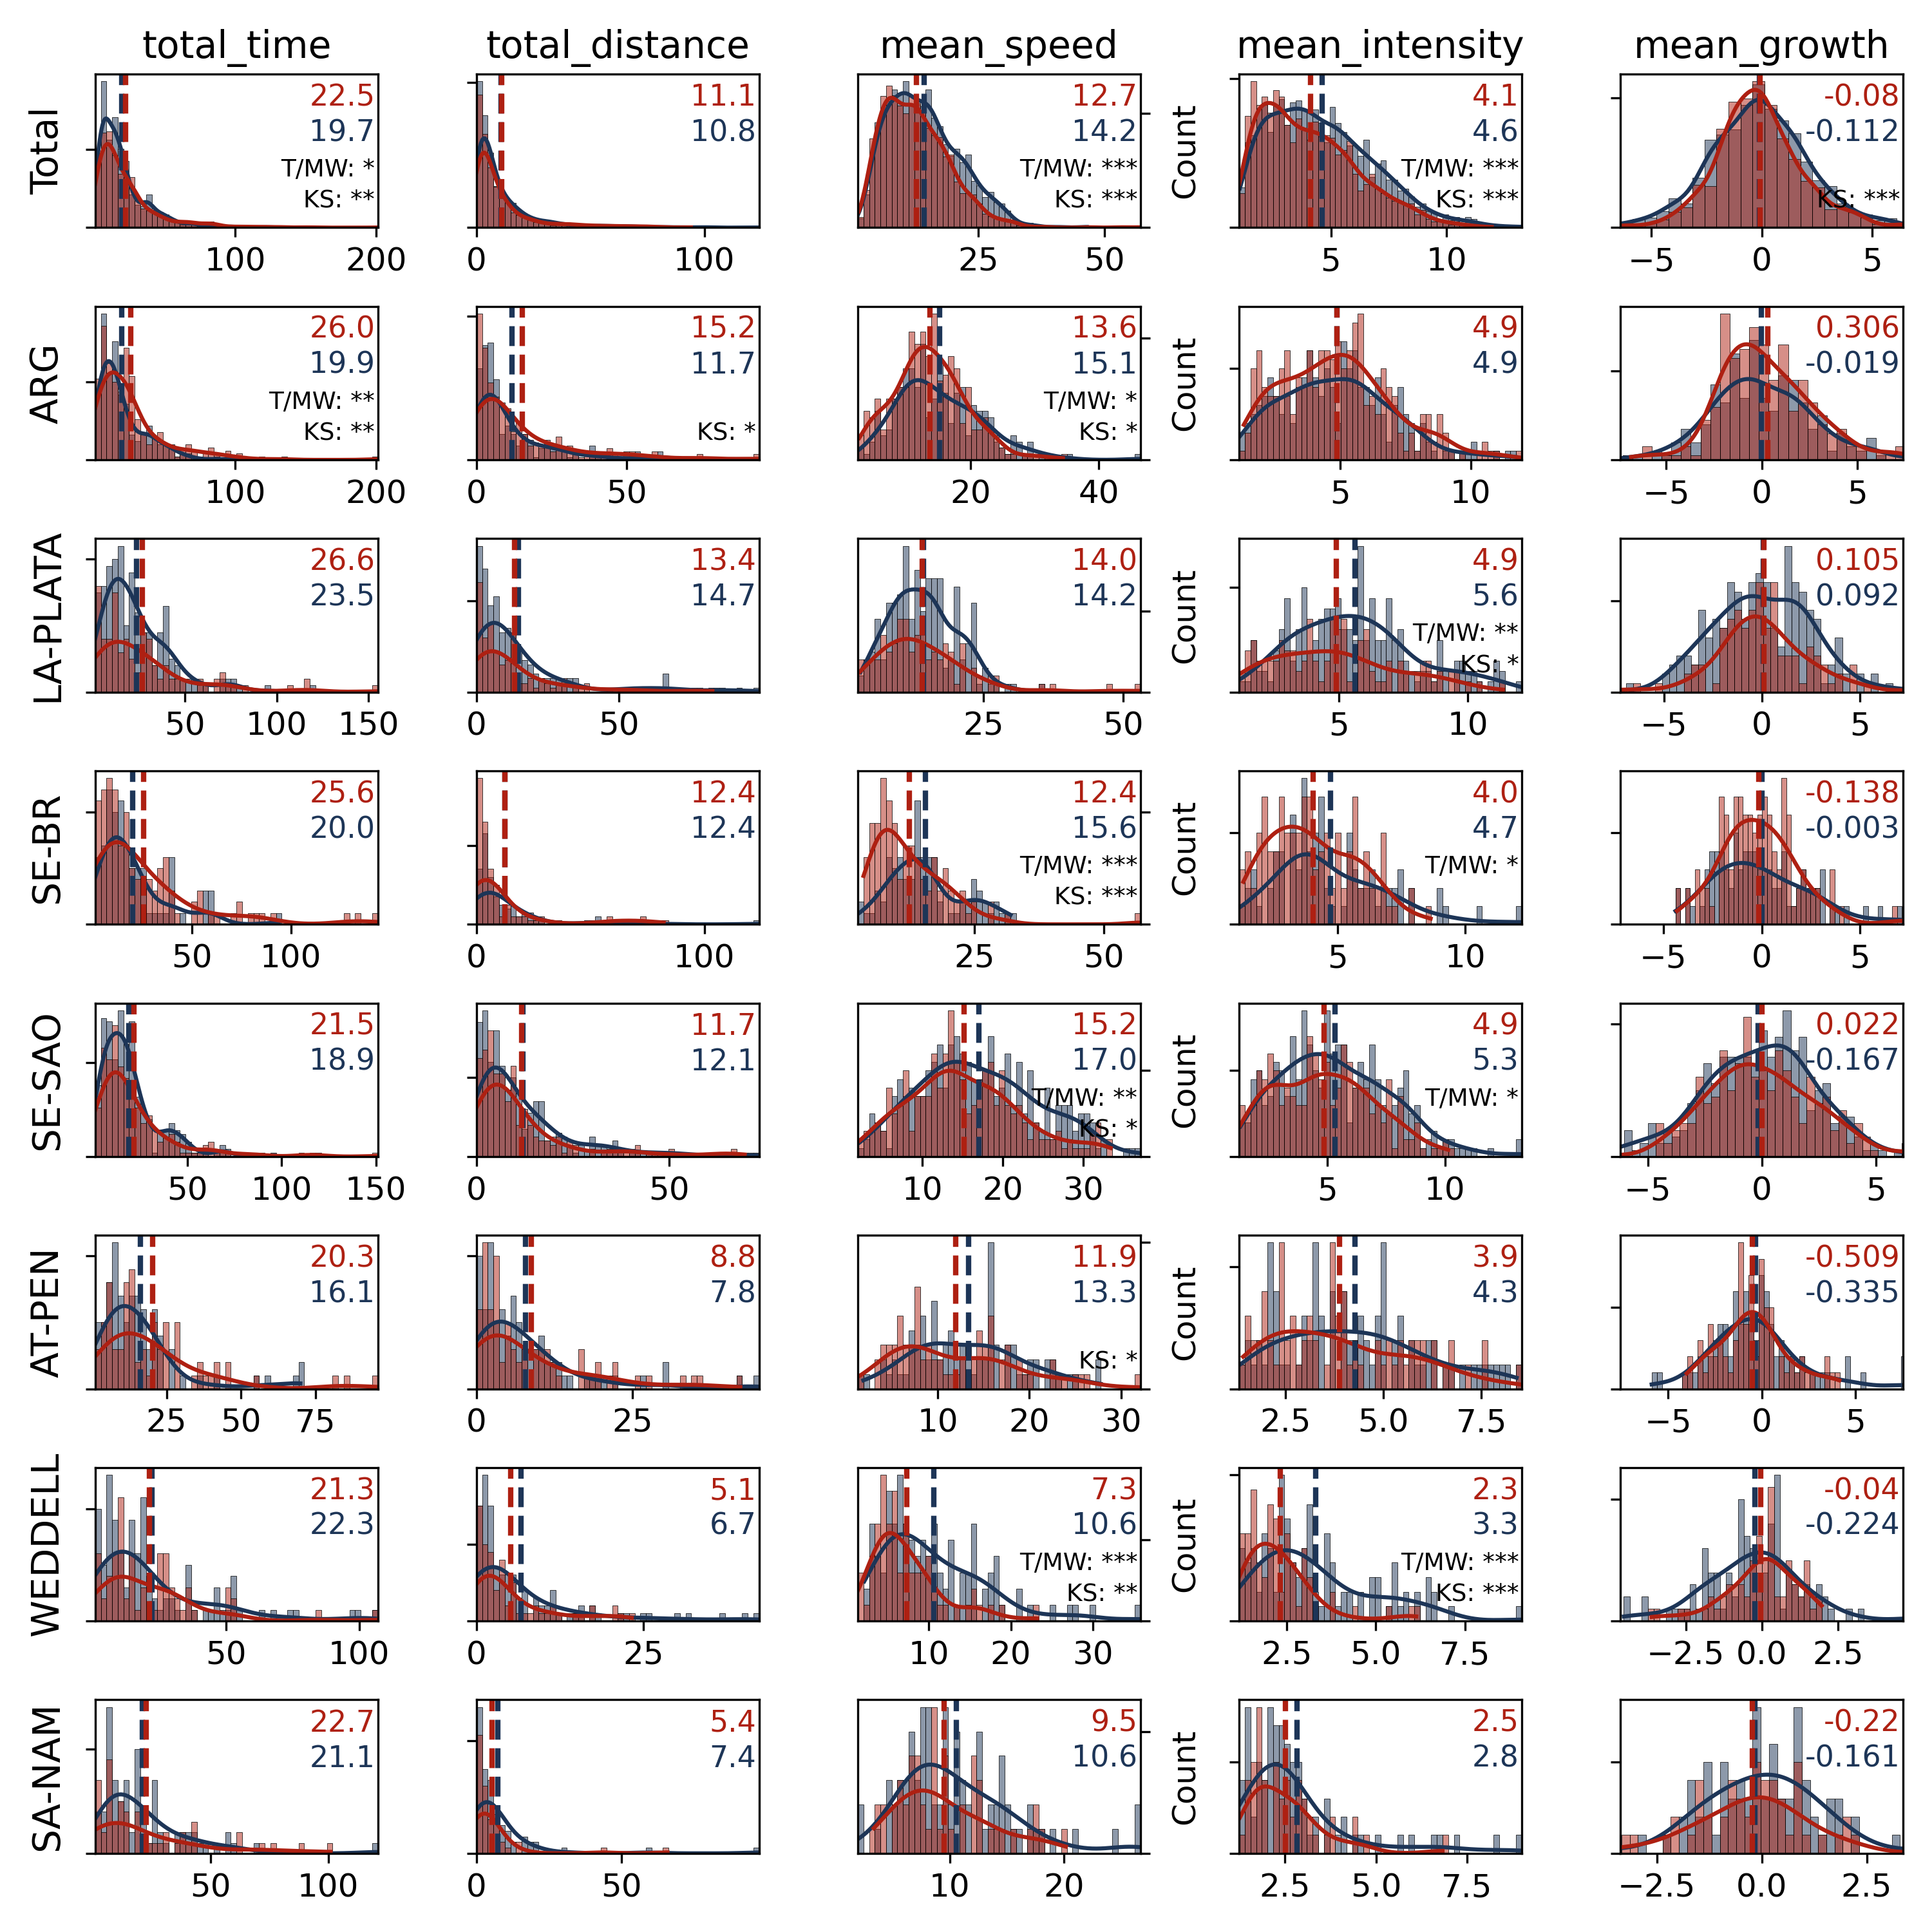 total_time total_distance mean_speed mean_intensity mean_growth
Total
22.5
19.7
T/MW: *
KS: **
100 200
11.1
10.8
0 100
12.7
14.2
T/MW: ***
KS: ***
25 50
Count
4.1
4.6
T/MW: ***
KS: ***
5 10
-0.08
-0.112
KS: ***
−5 0 5
ARG
26.0
19.9
T/MW: **
KS: **
100 200
15.2
11.7
KS: *
0 50
13.6
15.1
T/MW: *
KS: *
20 40
Count
4.9
4.9
5 10
0.306
-0.019
−5 0 5
LA-PLATA
26.6
23.5
50 100 150
13.4
14.7
0 50
14.0
14.2
25 50
Count
4.9
5.6
T/MW: **
KS: *
5 10
0.105
0.092
−5 0 5
SE-BR
25.6
20.0
50 100
12.4
12.4
0 100
12.4
15.6
T/MW: ***
KS: ***
25 50
Count
4.0
4.7
T/MW: *
5 10
-0.138
-0.003
−5 0 5
SE-SAO
21.5
18.9
50 100 150
11.7
12.1
0 50
15.2
17.0
T/MW: **
KS: *
10 20 30
Count
4.9
5.3
T/MW: *
5 10
0.022
-0.167
−5 0 5
AT-PEN
20.3
16.1
25 50 75
8.8
7.8
0 25
11.9
13.3
KS: *
10 20 30
Count
3.9
4.3
2.5 5.0 7.5
-0.509
-0.335
−5 0 5
WEDDELL
21.3
22.3
50 100
5.1
6.7
0 25
7.3
10.6
T/MW: ***
KS: **
10 20 30
Count
2.3
3.3
T/MW: ***
KS: ***
2.5 5.0 7.5
-0.04
-0.224
−2.5 0.0 2.5
SA-NAM
22.7
21.1
50 100
5.4
7.4
0 50
9.5
10.6
10 20
Count
2.5
2.8
2.5 5.0 7.5
-0.22
-0.161
−2.5 0.0 2.5